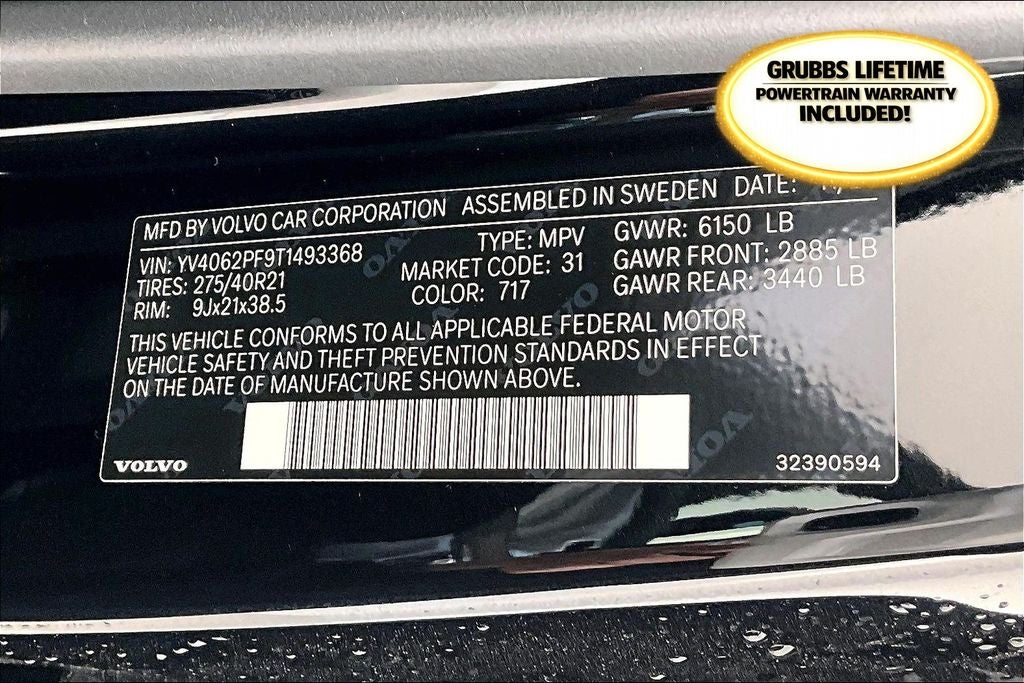 GRUBBS LIFETIME
POWERTRAIN WARRANTY
INCLUDED!
MFD BY VOLVO CAR CORPORATION ASSEMBLED IN SWEDEN DATE:
VIN: YV4062PF9T1493368 TYPE: MPV GVWR: 6150 LB
TIRES: 275/40R21 MARKET CODE: 31 GAWR FRONT: 2885 LB
RIM: 9Jx21x38.5 COLOR: 717 GAWR REAR: 3440 LB
THIS VEHICLE CONFORMS TO ALL APPLICABLE FEDERAL MOTOR
VEHICLE SAFETY AND THEFT PREVENTION STANDARDS IN EFFECT
ON THE DATE OF MANUFACTURE SHOWN ABOVE.
VOLVO 32390594